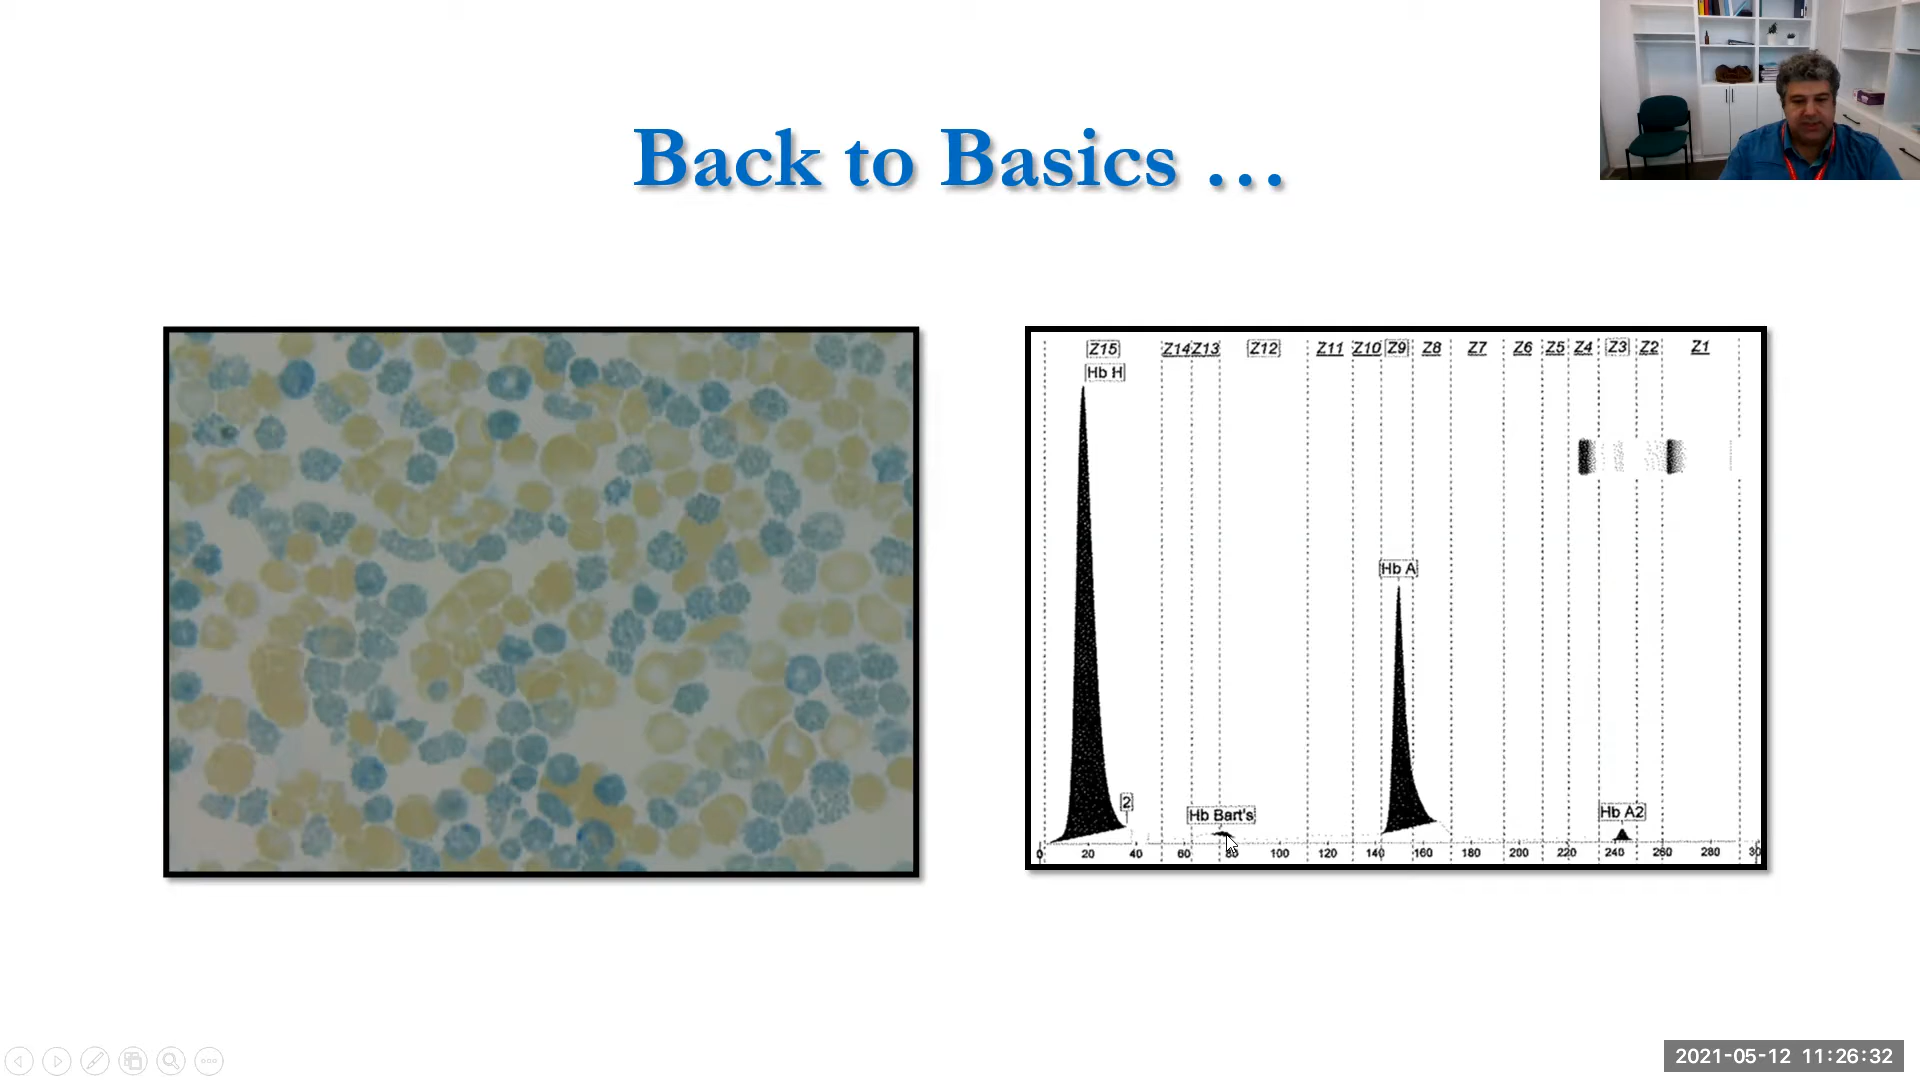 Back to Basics …
Z15 Z14 Z13 Z12 Z11 Z10 Z9 Z8 Z7 Z6 Z5 Z4 Z3 Z2 Z1
Hb H
Hb A
2
Hb Bart's
Hb A2
0 20 40 60 80 100 120 140 160 180 200 220 240 260 280 30
2021-05-12 11:26:32